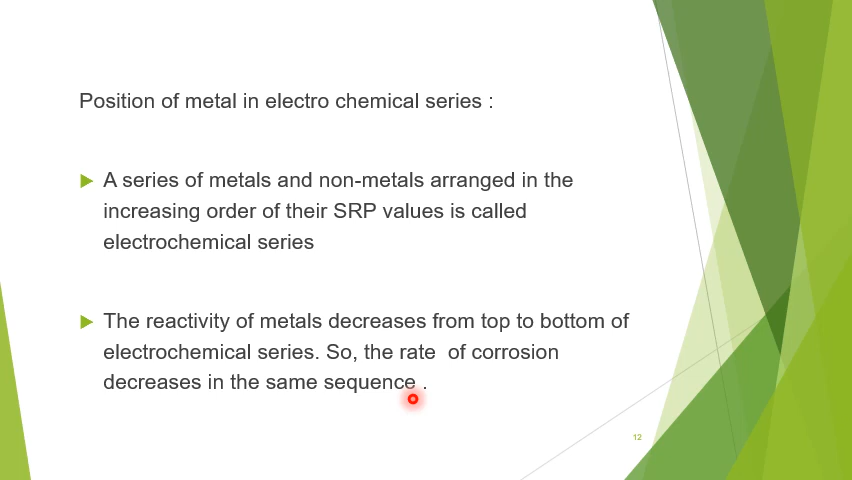 Position of metal in electro chemical series :
A series of metals and non-metals arranged in the
increasing order of their SRP values is called
electrochemical series
The reactivity of metals decreases from top to bottom of
electrochemical series. So, the rate  of corrosion
decreases in the same sequence .
12